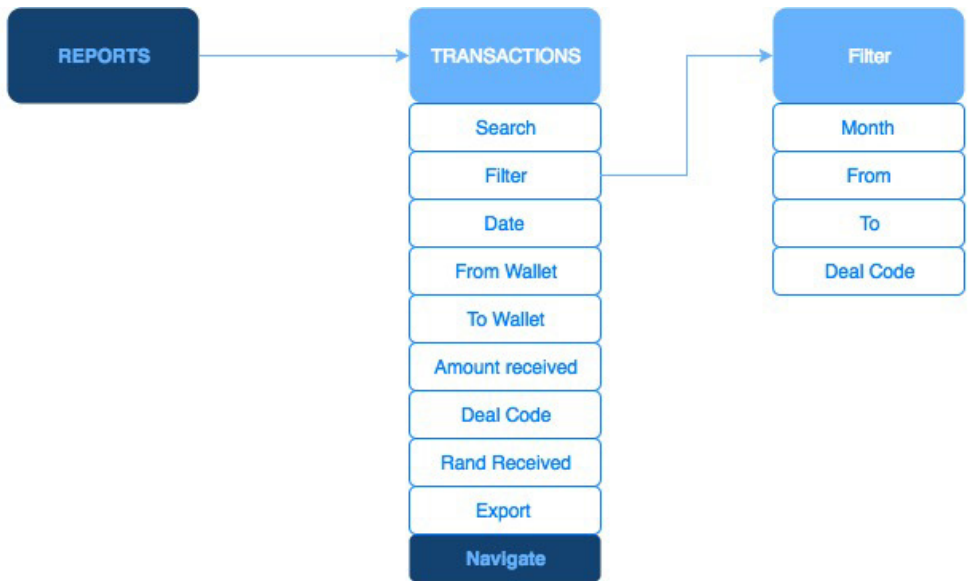 REPORTS
TRANSACTIONS
Search
Filter
Date
From Wallet
To Wallet
Amount received
Deal Code
Rand Received
Export
Navigate
Filter
Month
From
To
Deal Code